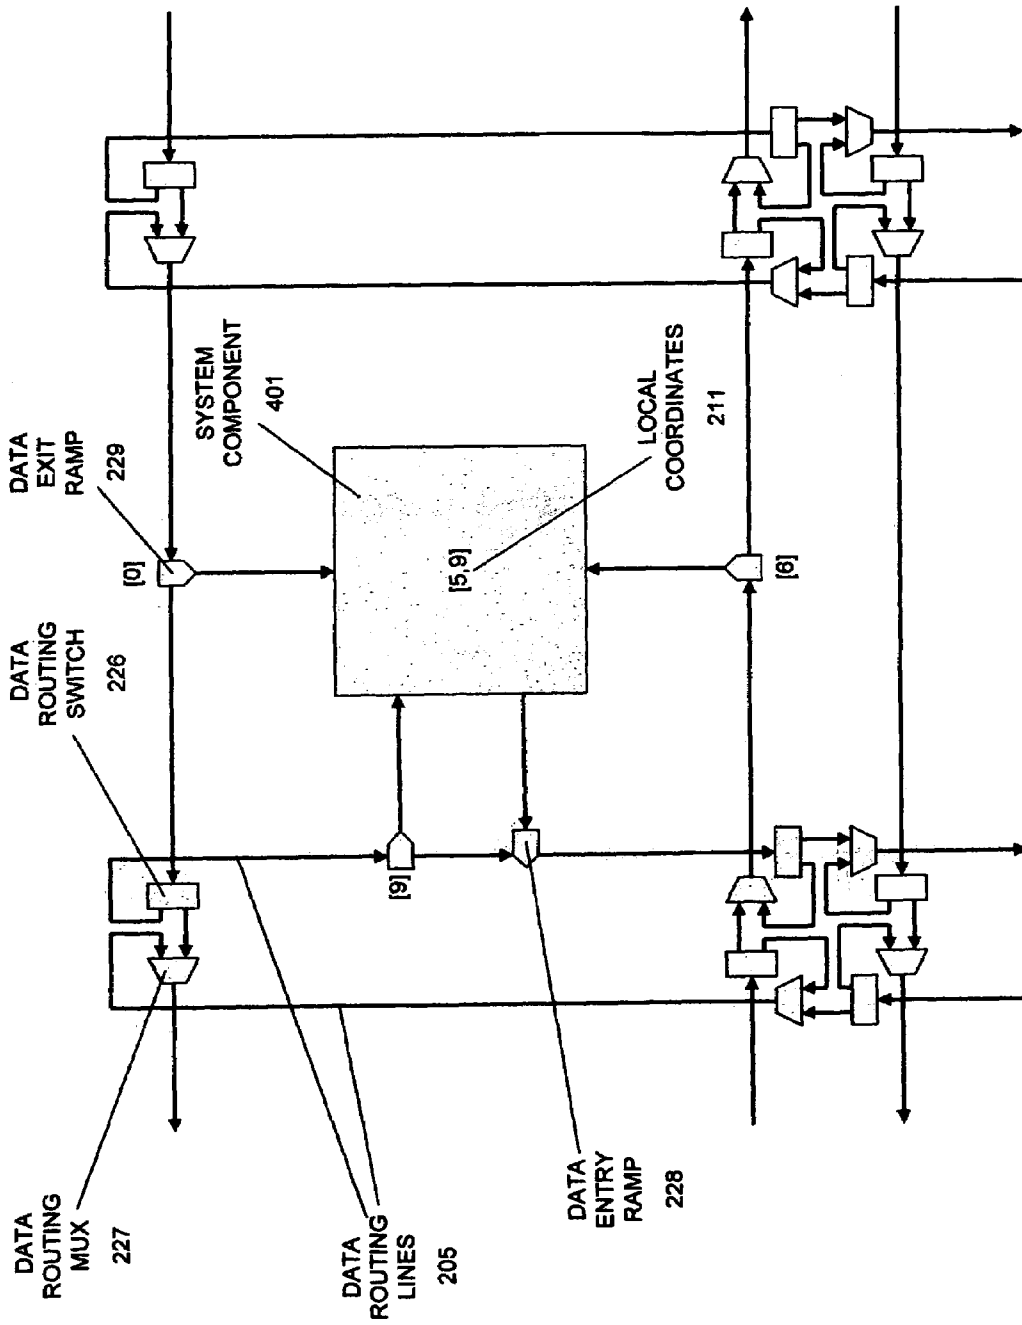 DATA
ROUTING
MUX
227
DATA
ROUTING
SWITCH
226
DATA
EXIT
RAMP
229
[0]
SYSTEM
COMPONENT
401
DATA
ROUTING
LINES
205
[9]
[5,9]
LOCAL
COORDINATES
211
DATA
ENTRY
RAMP
228
[6]